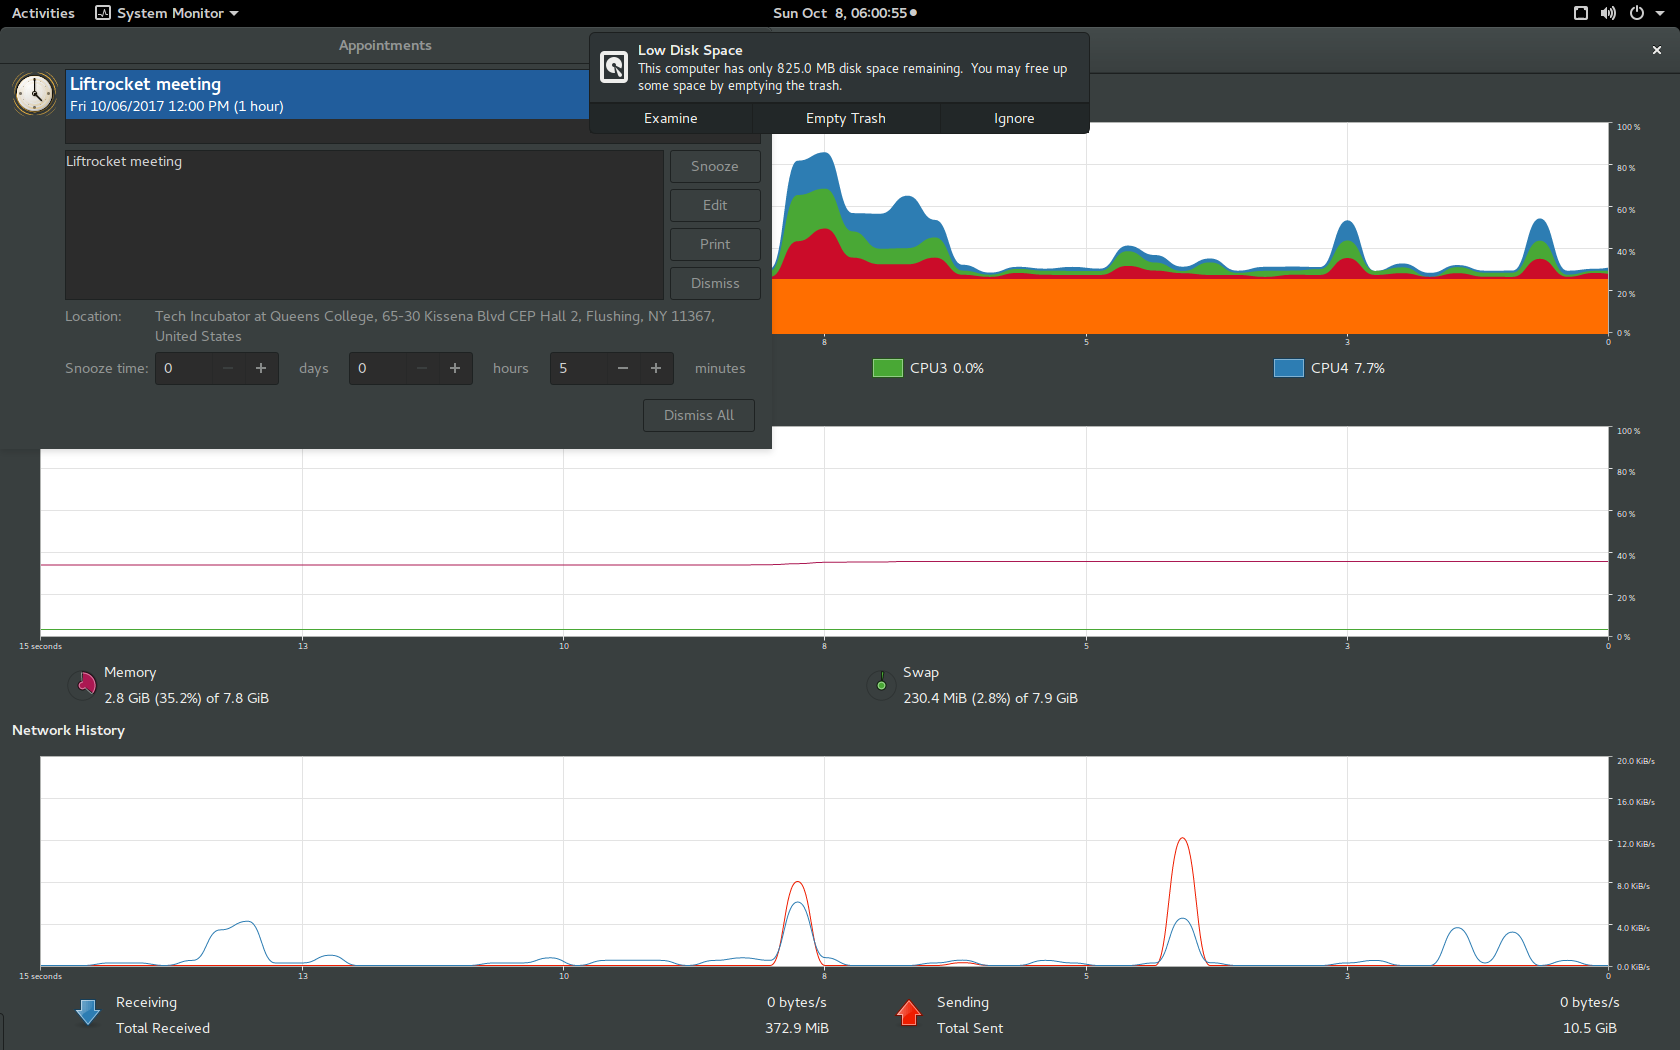 Activities System Monitor Sun Oct 8, 06:00:55
Appointments
Low Disk Space
This computer has only 825.0 MB disk space remaining. You may free up
some space by emptying the trash.
Examine Empty Trash Ignore
Liftrocket meeting
Fri 10/06/2017 12:00 PM (1 hour)
Liftrocket meeting
Snooze
Edit
Print
Dismiss
Location: Tech Incubator at Queens College, 65-30 Kissena Blvd CEP Hall 2, Flushing, NY 11367,
United States
Snooze time: 0 − + days 0 − + hours 5 − + minutes
Dismiss All
100 %
80 %
60 %
40 %
20 %
0 %
8 5 3 0
CPU3 0.0% CPU4 7.7%
100 %
80 %
60 %
40 %
20 %
0 %
15 seconds 13 10 8 5 3 0
Memory
2.8 GiB (35.2%) of 7.8 GiB
Swap
230.4 MiB (2.8%) of 7.9 GiB
Network History
20.0 KiB/s
16.0 KiB/s
12.0 KiB/s
8.0 KiB/s
4.0 KiB/s
0.0 KiB/s
15 seconds 13 10 8 5 3 0
Receiving 0 bytes/s
Total Received 372.9 MiB
Sending 0 bytes/s
Total Sent 10.5 GiB